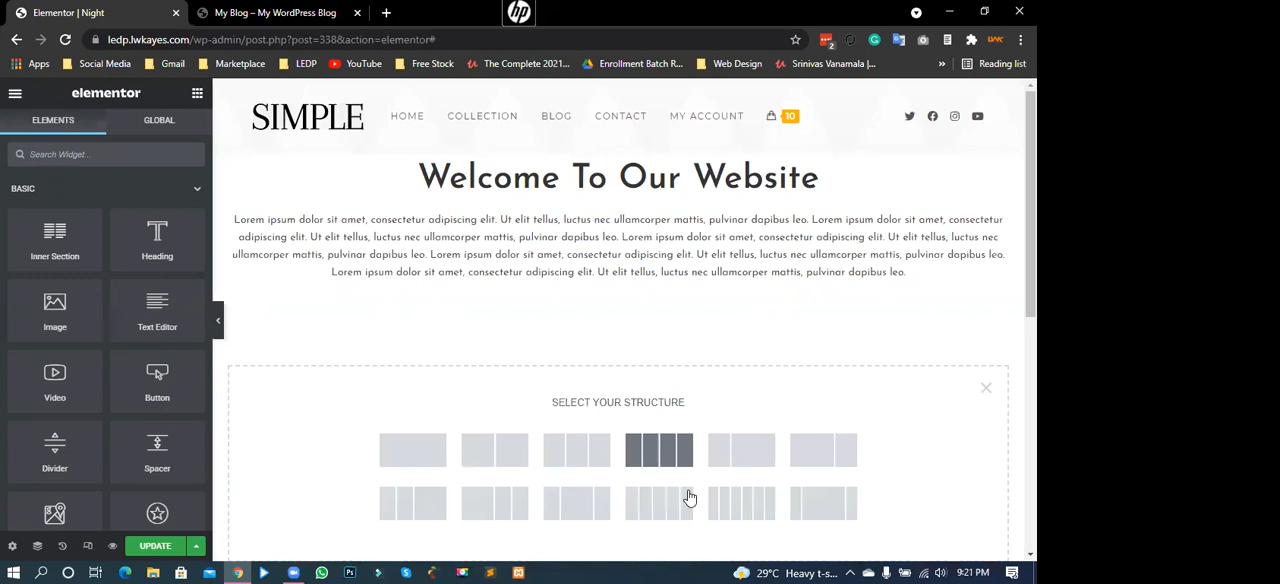 Elementor | Night
My Blog – My WordPress Blog
hp
ledp.lwkayes.com/wp-admin/post.php?post=338&action=elementor#
2
Apps
Social Media
Gmail
Marketplace
LEDP
YouTube
Free Stock
The Complete 2021...
Enrollment Batch R...
Web Design
Srinivas Vanamala |...
»
Reading list
elementor
ELEMENTS
GLOBAL
Search Widget...
BASIC
Inner Section
Heading
Image
Text Editor
Video
Button
Divider
Spacer
UPDATE
SIMPLE
HOME
COLLECTION
BLOG
CONTACT
MY ACCOUNT
10
Welcome To Our Website
Lorem ipsum dolor sit amet, consectetur adipiscing elit. Ut elit tellus, luctus nec ullamcorper mattis, pulvinar dapibus leo. Lorem ipsum dolor sit amet, consectetur
adipiscing elit. Ut elit tellus, luctus nec ullamcorper mattis, pulvinar dapibus leo. Lorem ipsum dolor sit amet, consectetur adipiscing elit. Ut elit tellus, luctus nec
ullamcorper mattis, pulvinar dapibus leo. Lorem ipsum dolor sit amet, consectetur adipiscing elit. Ut elit tellus, luctus nec ullamcorper mattis, pulvinar dapibus leo.
Lorem ipsum dolor sit amet, consectetur adipiscing elit. Ut elit tellus, luctus nec ullamcorper mattis, pulvinar dapibus leo.
SELECT YOUR STRUCTURE
29°C Heavy t-s...
9:21 PM